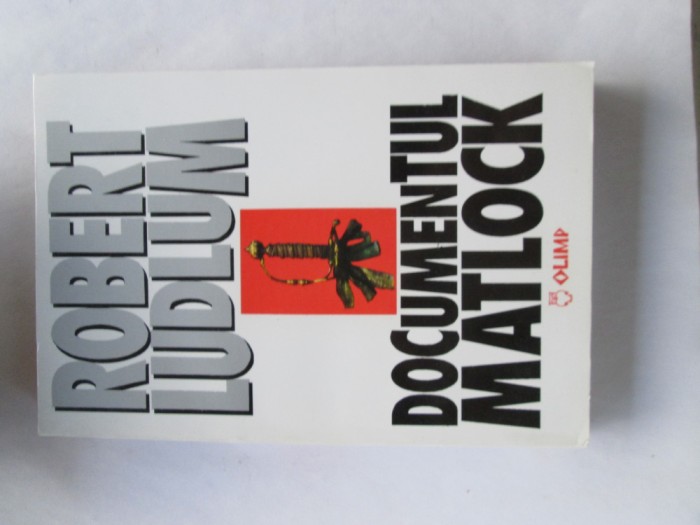 ROBERT
LUDLUM
DOCUMENTUL
MATLOCK
OLIMP